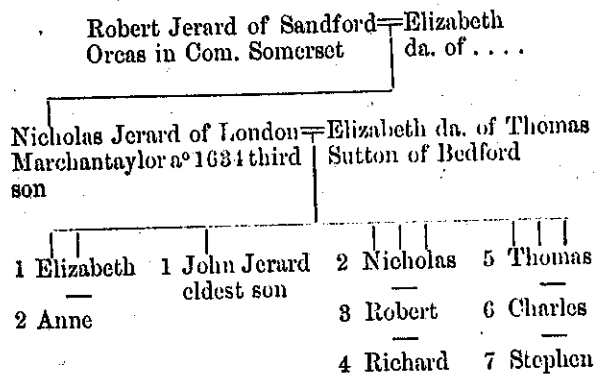 Robert Jerard of Sandford=Elizabeth
Orcas in Com. Somerset da. of ....
Nicholas Jerard of London=Elizabeth da. of Thomas
Marchantaylor aº 1634 third Sutton of Bedford
son
1 Elizabeth 1 John Jerard 2 Nicholas 5 Thomas
eldest son
2 Anne 3 Robert 6 Charles
4 Richard 7 Stephen